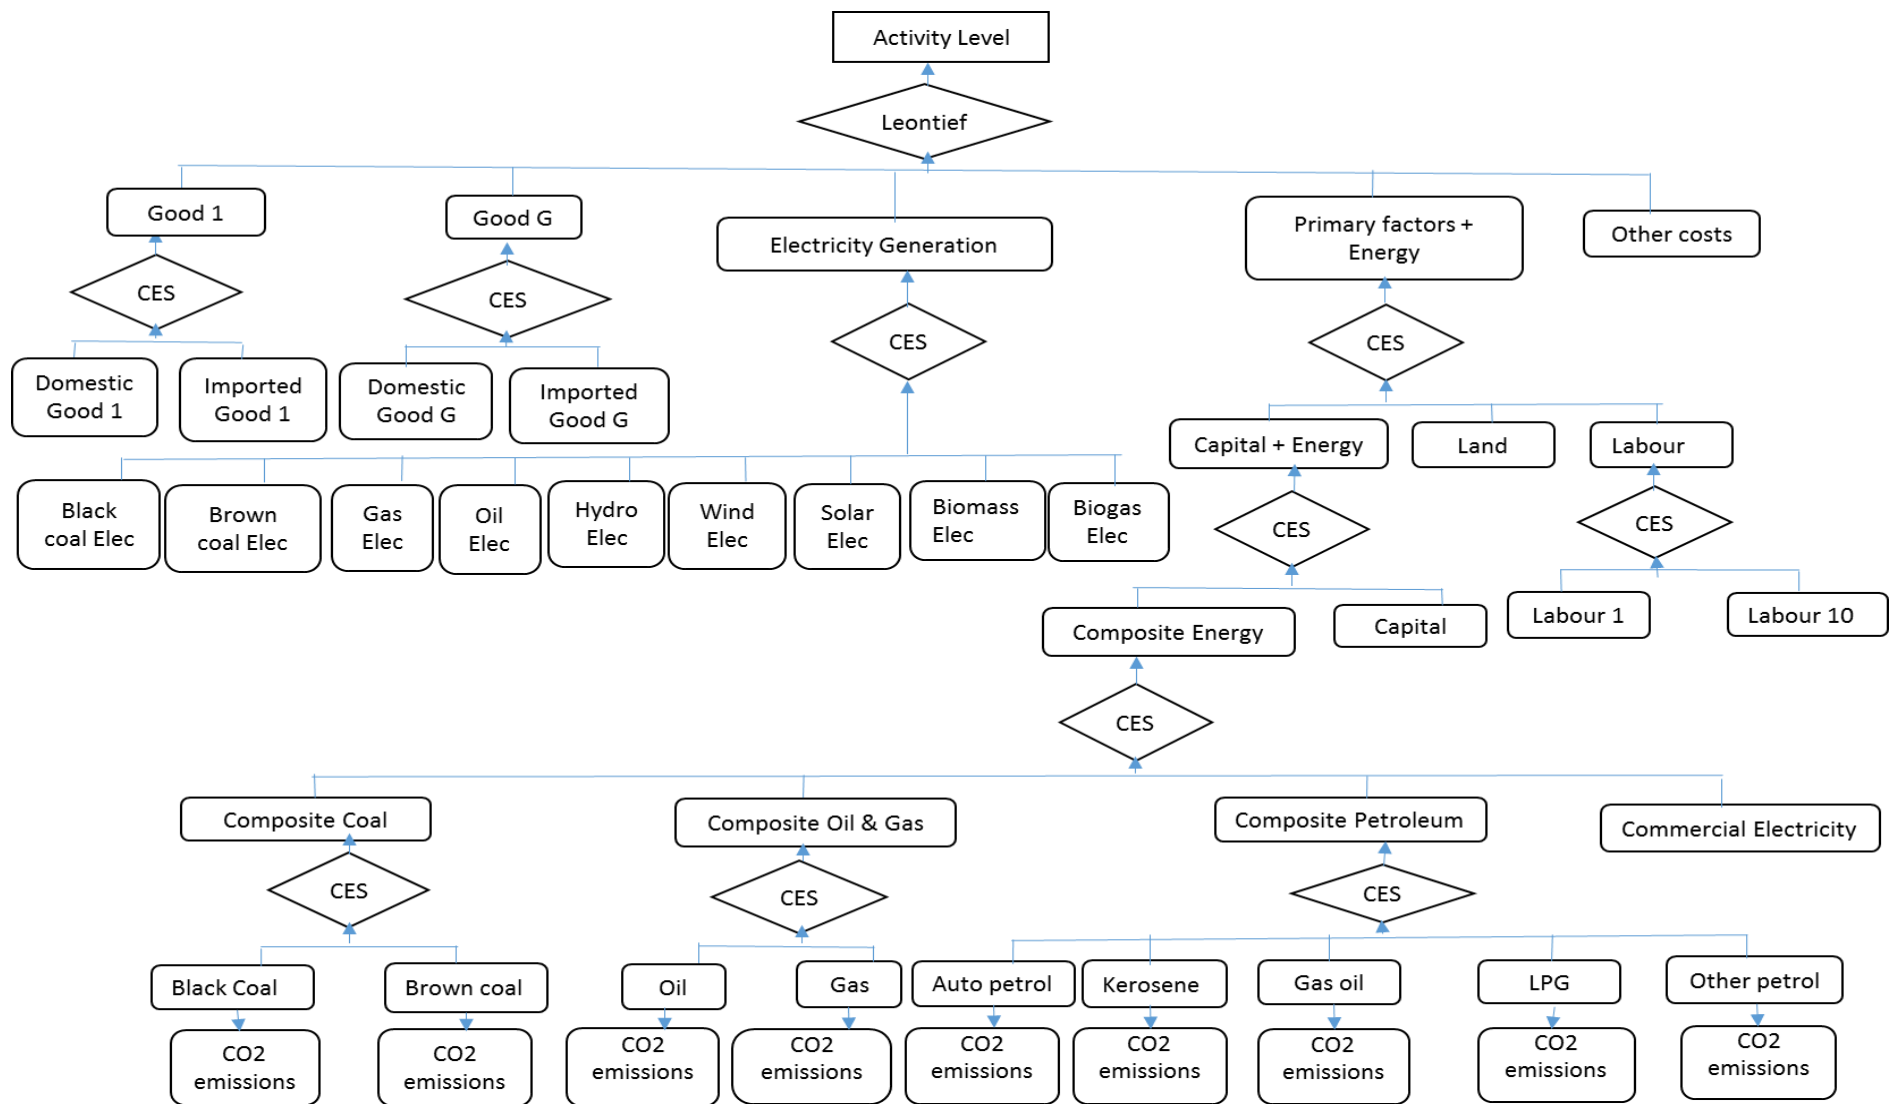 Activity Level
Leontief
Good 1
Good G
Electricity Generation
Primary factors +
Energy
Other costs
CES
CES
CES
CES
Domestic
Good 1
Imported
Good 1
Domestic
Good G
Imported
Good G
Capital + Energy
Land
Labour
Black
coal Elec
Brown
coal Elec
Gas
Elec
Oil
Elec
Hydro
Elec
Wind
Elec
Solar
Elec
Biomass
Elec
Biogas
Elec
CES
CES
Composite Energy
Capital
Labour 1
Labour 10
CES
Composite Coal
Composite Oil & Gas
Composite Petroleum
Commercial Electricity
CES
CES
CES
Black Coal
Brown coal
Oil
Gas
Auto petrol
Kerosene
Gas oil
LPG
Other petrol
CO2
emissions
CO2
emissions
CO2
emissions
CO2
emissions
CO2
emissions
CO2
emissions
CO2
emissions
CO2
emissions
CO2
emissions